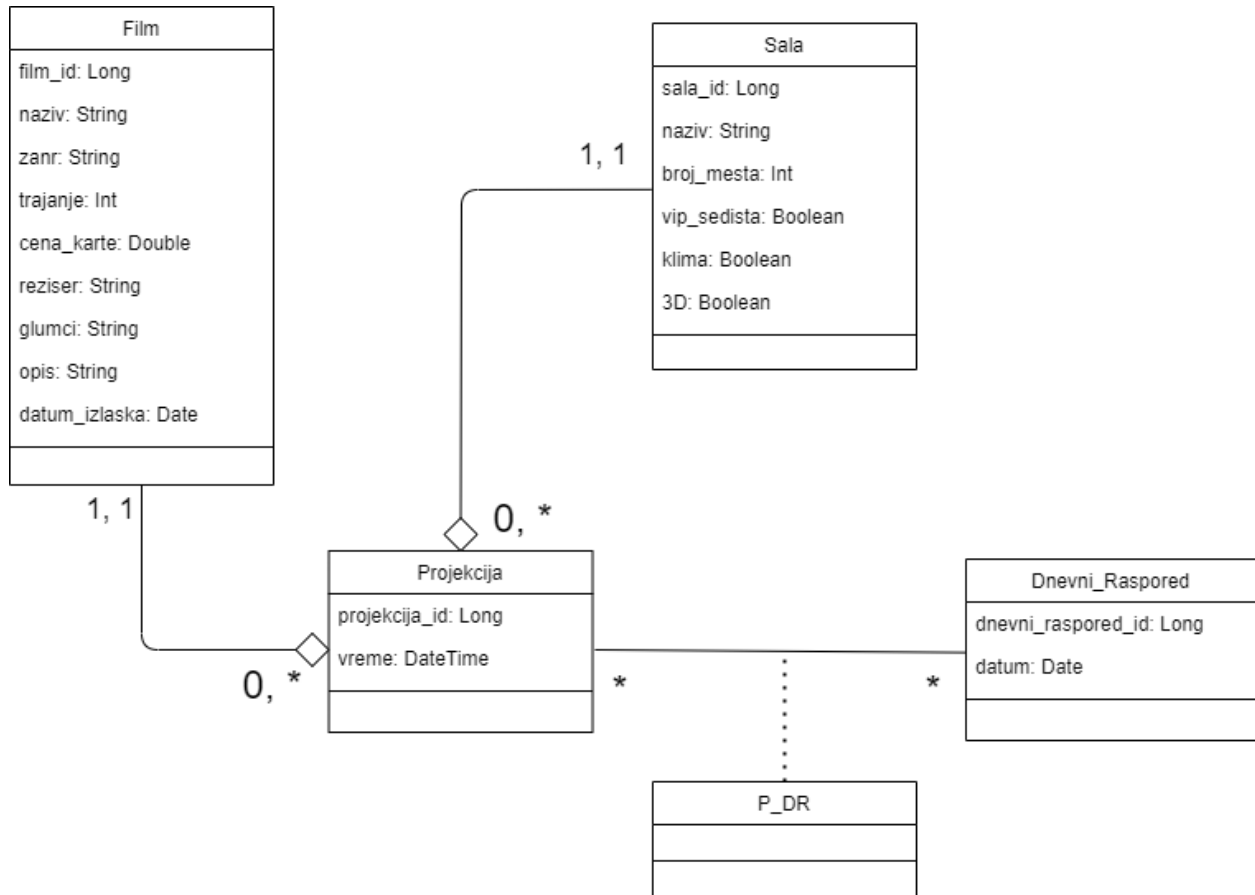 Film
film_id: Long
naziv: String
zanr: String
trajanje: Int
cena_karte: Double
reziser: String
glumci: String
opis: String
datum_izlaska: Date
1, 1
Sala
sala_id: Long
naziv: String
broj_mesta: Int
vip_sedista: Boolean
klima: Boolean
3D: Boolean
1, 1
0, *
0, *
Projekcija
projekcija_id: Long
vreme: DateTime
*
*
Dnevni_Raspored
dnevni_raspored_id: Long
datum: Date
P_DR